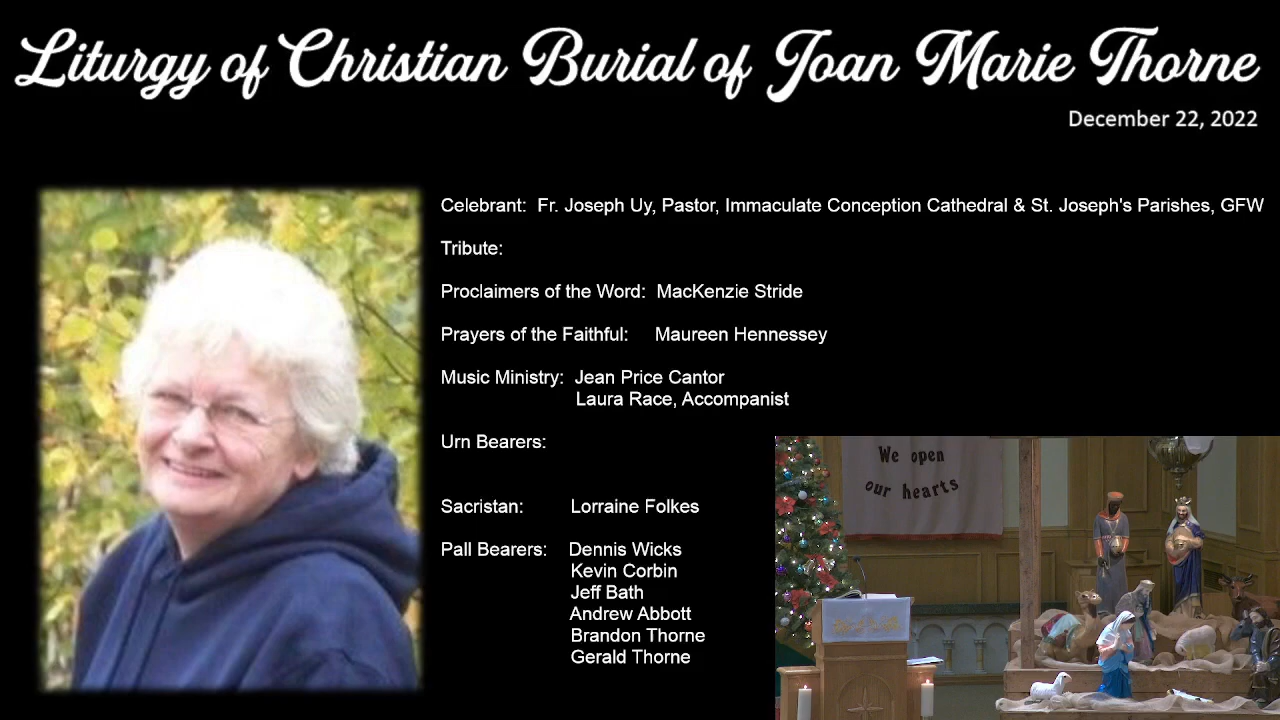 Liturgy of Christian Burial of Joan Marie Thorne
December 22, 2022
Celebrant: Fr. Joseph Uy, Pastor, Immaculate Conception Cathedral & St. Joseph's Parishes, GFW
Tribute:
Proclaimers of the Word: MacKenzie Stride
Prayers of the Faithful: Maureen Hennessey
Music Ministry: Jean Price Cantor
Laura Race, Accompanist
Urn Bearers:
Sacristan: Lorraine Folkes
Pall Bearers: Dennis Wicks
Kevin Corbin
Jeff Bath
Andrew Abbott
Brandon Thorne
Gerald Thorne
We open
our hearts